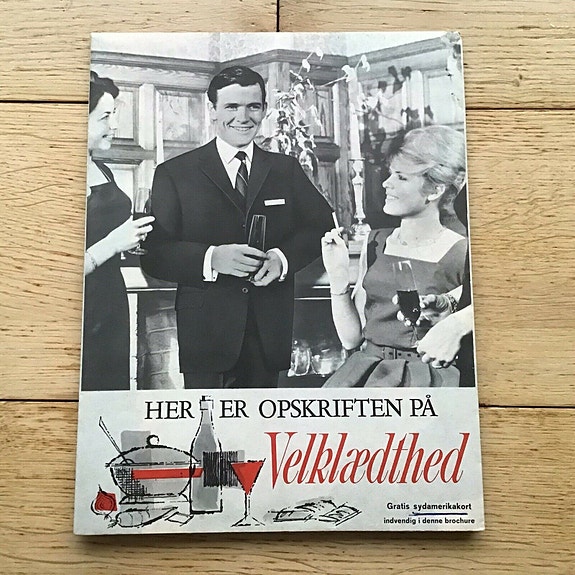 HER ER OPSKRIFTEN PÅ
Velklædthed
Gratis sydamerikakort
indvendig i denne brochure